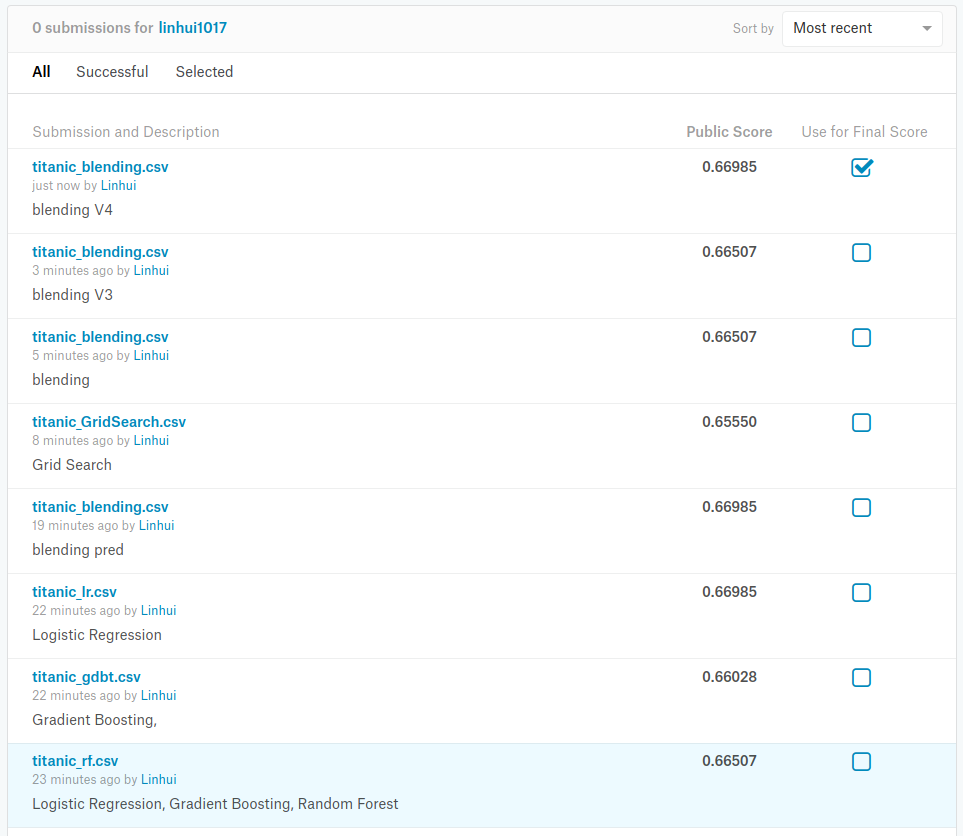 0 submissions for linhui1017
Sort by Most recent
All Successful Selected
Submission and Description Public Score Use for Final Score
titanic_blending.csv 0.66985
just now by Linhui
blending V4
titanic_blending.csv 0.66507
3 minutes ago by Linhui
blending V3
titanic_blending.csv 0.66507
5 minutes ago by Linhui
blending
titanic_GridSearch.csv 0.65550
8 minutes ago by Linhui
Grid Search
titanic_blending.csv 0.66985
19 minutes ago by Linhui
blending pred
titanic_lr.csv 0.66985
22 minutes ago by Linhui
Logistic Regression
titanic_gdbt.csv 0.66028
22 minutes ago by Linhui
Gradient Boosting,
titanic_rf.csv 0.66507
23 minutes ago by Linhui
Logistic Regression, Gradient Boosting, Random Forest